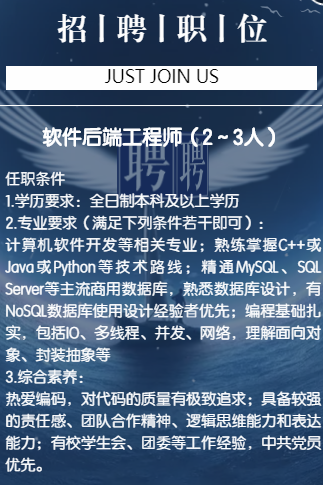 招 | 聘 | 职 | 位
JUST JOIN US
软件后端工程师（2～3人）
聘 聘
任职条件
1.学历要求：全日制本科及以上学历
2.专业要求（满足下列条件若干即可）：
计算机软件开发等相关专业；熟练掌握C++或
Java或Python等技术路线；精通MySQL、SQL
Server等主流商用数据库，熟悉数据库设计，有
NoSQL数据库使用设计经验者优先；编程基础扎
实，包括IO、多线程、并发、网络，理解面向对
象、封装抽象等
3.综合素养：
热爱编码，对代码的质量有极致追求；具备较强
的责任感、团队合作精神、逻辑思维能力和表达
能力；有校学生会、团委等工作经验，中共党员
优先。